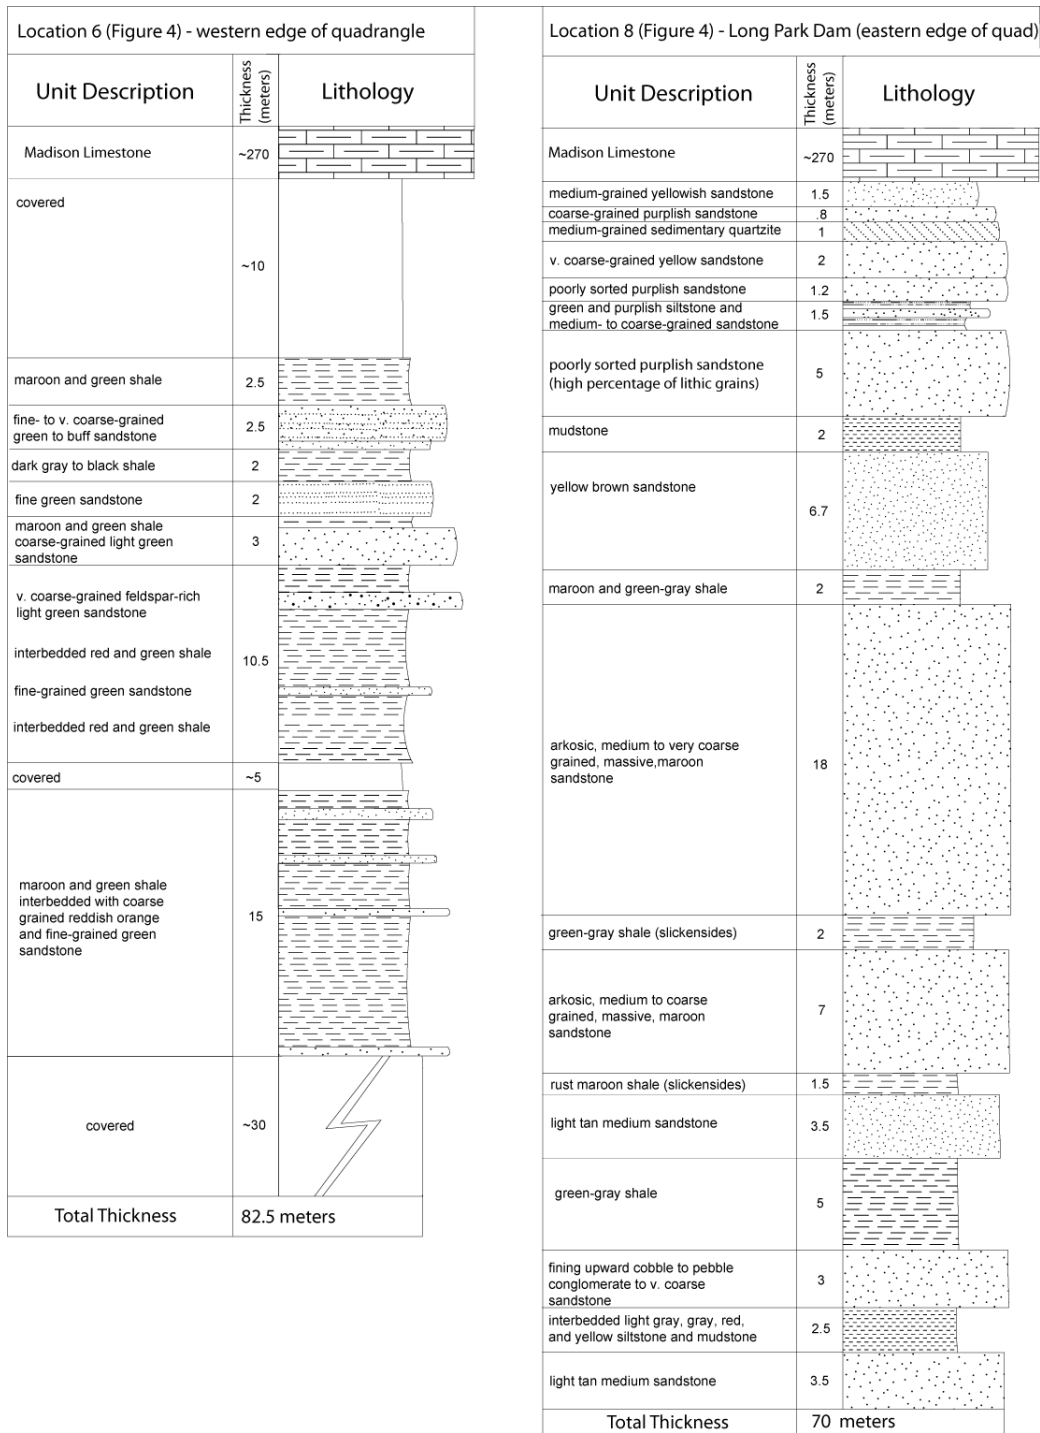 Location 6 (Figure 4) - western edge of quadrangle
Unit Description
Thickness
(meters)
Lithology
Madison Limestone
~270
covered
~10
maroon and green shale
2.5
fine- to v. coarse-grained
green to buff sandstone
2.5
dark gray to black shale
2
fine green sandstone
2
maroon and green shale
coarse-grained light green
sandstone
3
v. coarse-grained feldspar-rich
light green sandstone
interbedded red and green shale
10.5
fine-grained green sandstone
interbedded red and green shale
covered
~5
maroon and green shale
interbedded with coarse
grained reddish orange
and fine-grained green
sandstone
15
covered
~30
Total Thickness
82.5 meters
Location 8 (Figure 4) - Long Park Dam (eastern edge of quad)
Unit Description
Thickness
(meters)
Lithology
Madison Limestone
~270
medium-grained yellowish sandstone
1.5
coarse-grained purplish sandstone
.8
medium-grained sedimentary quartzite
1
v. coarse-grained yellow sandstone
2
poorly sorted purplish sandstone
1.2
green and purplish siltstone and
medium- to coarse-grained sandstone
1.5
poorly sorted purplish sandstone
(high percentage of lithic grains)
5
mudstone
2
yellow brown sandstone
6.7
maroon and green-gray shale
2
arkosic, medium to very coarse
grained, massive,maroon
sandstone
18
green-gray shale (slickensides)
2
arkosic, medium to coarse
grained, massive, maroon
sandstone
7
rust maroon shale (slickensides)
1.5
light tan medium sandstone
3.5
green-gray shale
5
fining upward cobble to pebble
conglomerate to v. coarse
sandstone
3
interbedded light gray, gray, red,
and yellow siltstone and mudstone
2.5
light tan medium sandstone
3.5
Total Thickness
70 meters